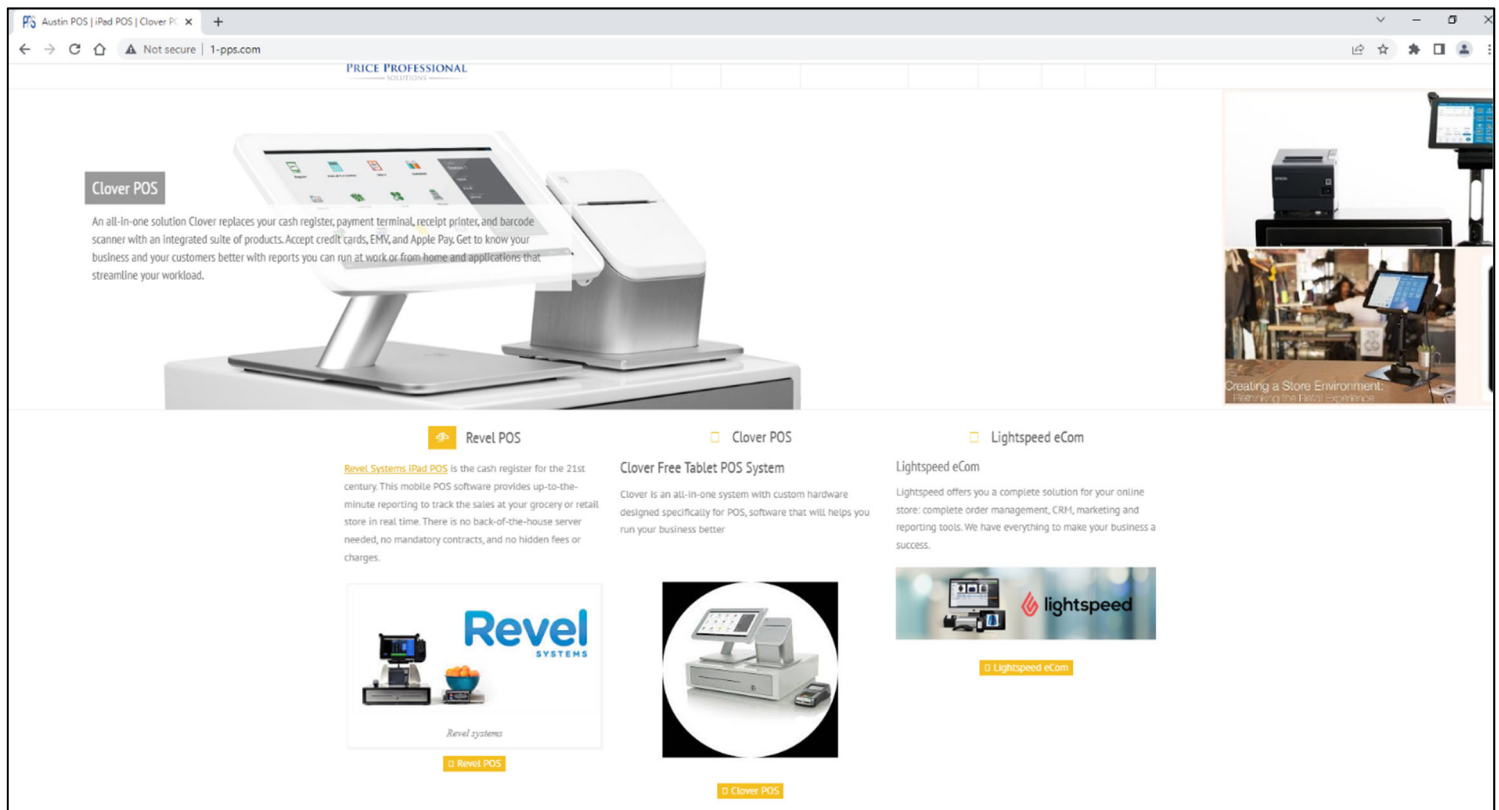 PPS Austin POS | iPad POS | Clover PO
Not secure | 1-pps.com
PRICE PROFESSIONAL
SOLUTIONS
Clover POS
An all-in-one solution Clover replaces your cash register, payment terminal, receipt printer, and barcode
scanner with an integrated suite of products. Accept credit cards, EMV, and Apple Pay. Get to know your
business and your customers better with reports you can run at work or from home and applications that
streamline your workload.
EPSON
Creating a Store Environment:
Rethinking the Retail Experience
Revel POS
Clover POS
Lightspeed eCom
Revel Systems iPad POS is the cash register for the 21st
century. This mobile POS software provides up-to-the-
minute reporting to track the sales at your grocery or retail
store in real time. There is no back-of-the-house server
needed, no mandatory contracts, and no hidden fees or
charges.
Revel
SYSTEMS
Revel systems
Revel POS
Clover Free Tablet POS System
Clover is an all-in-one system with custom hardware
designed specifically for POS, software that will helps you
run your business better
Clover POS
Lightspeed eCom
Lightspeed offers you a complete solution for your online
store: complete order management, CRM, marketing and
reporting tools. We have everything to make your business a
success.
lightspeed
Lightspeed eCom